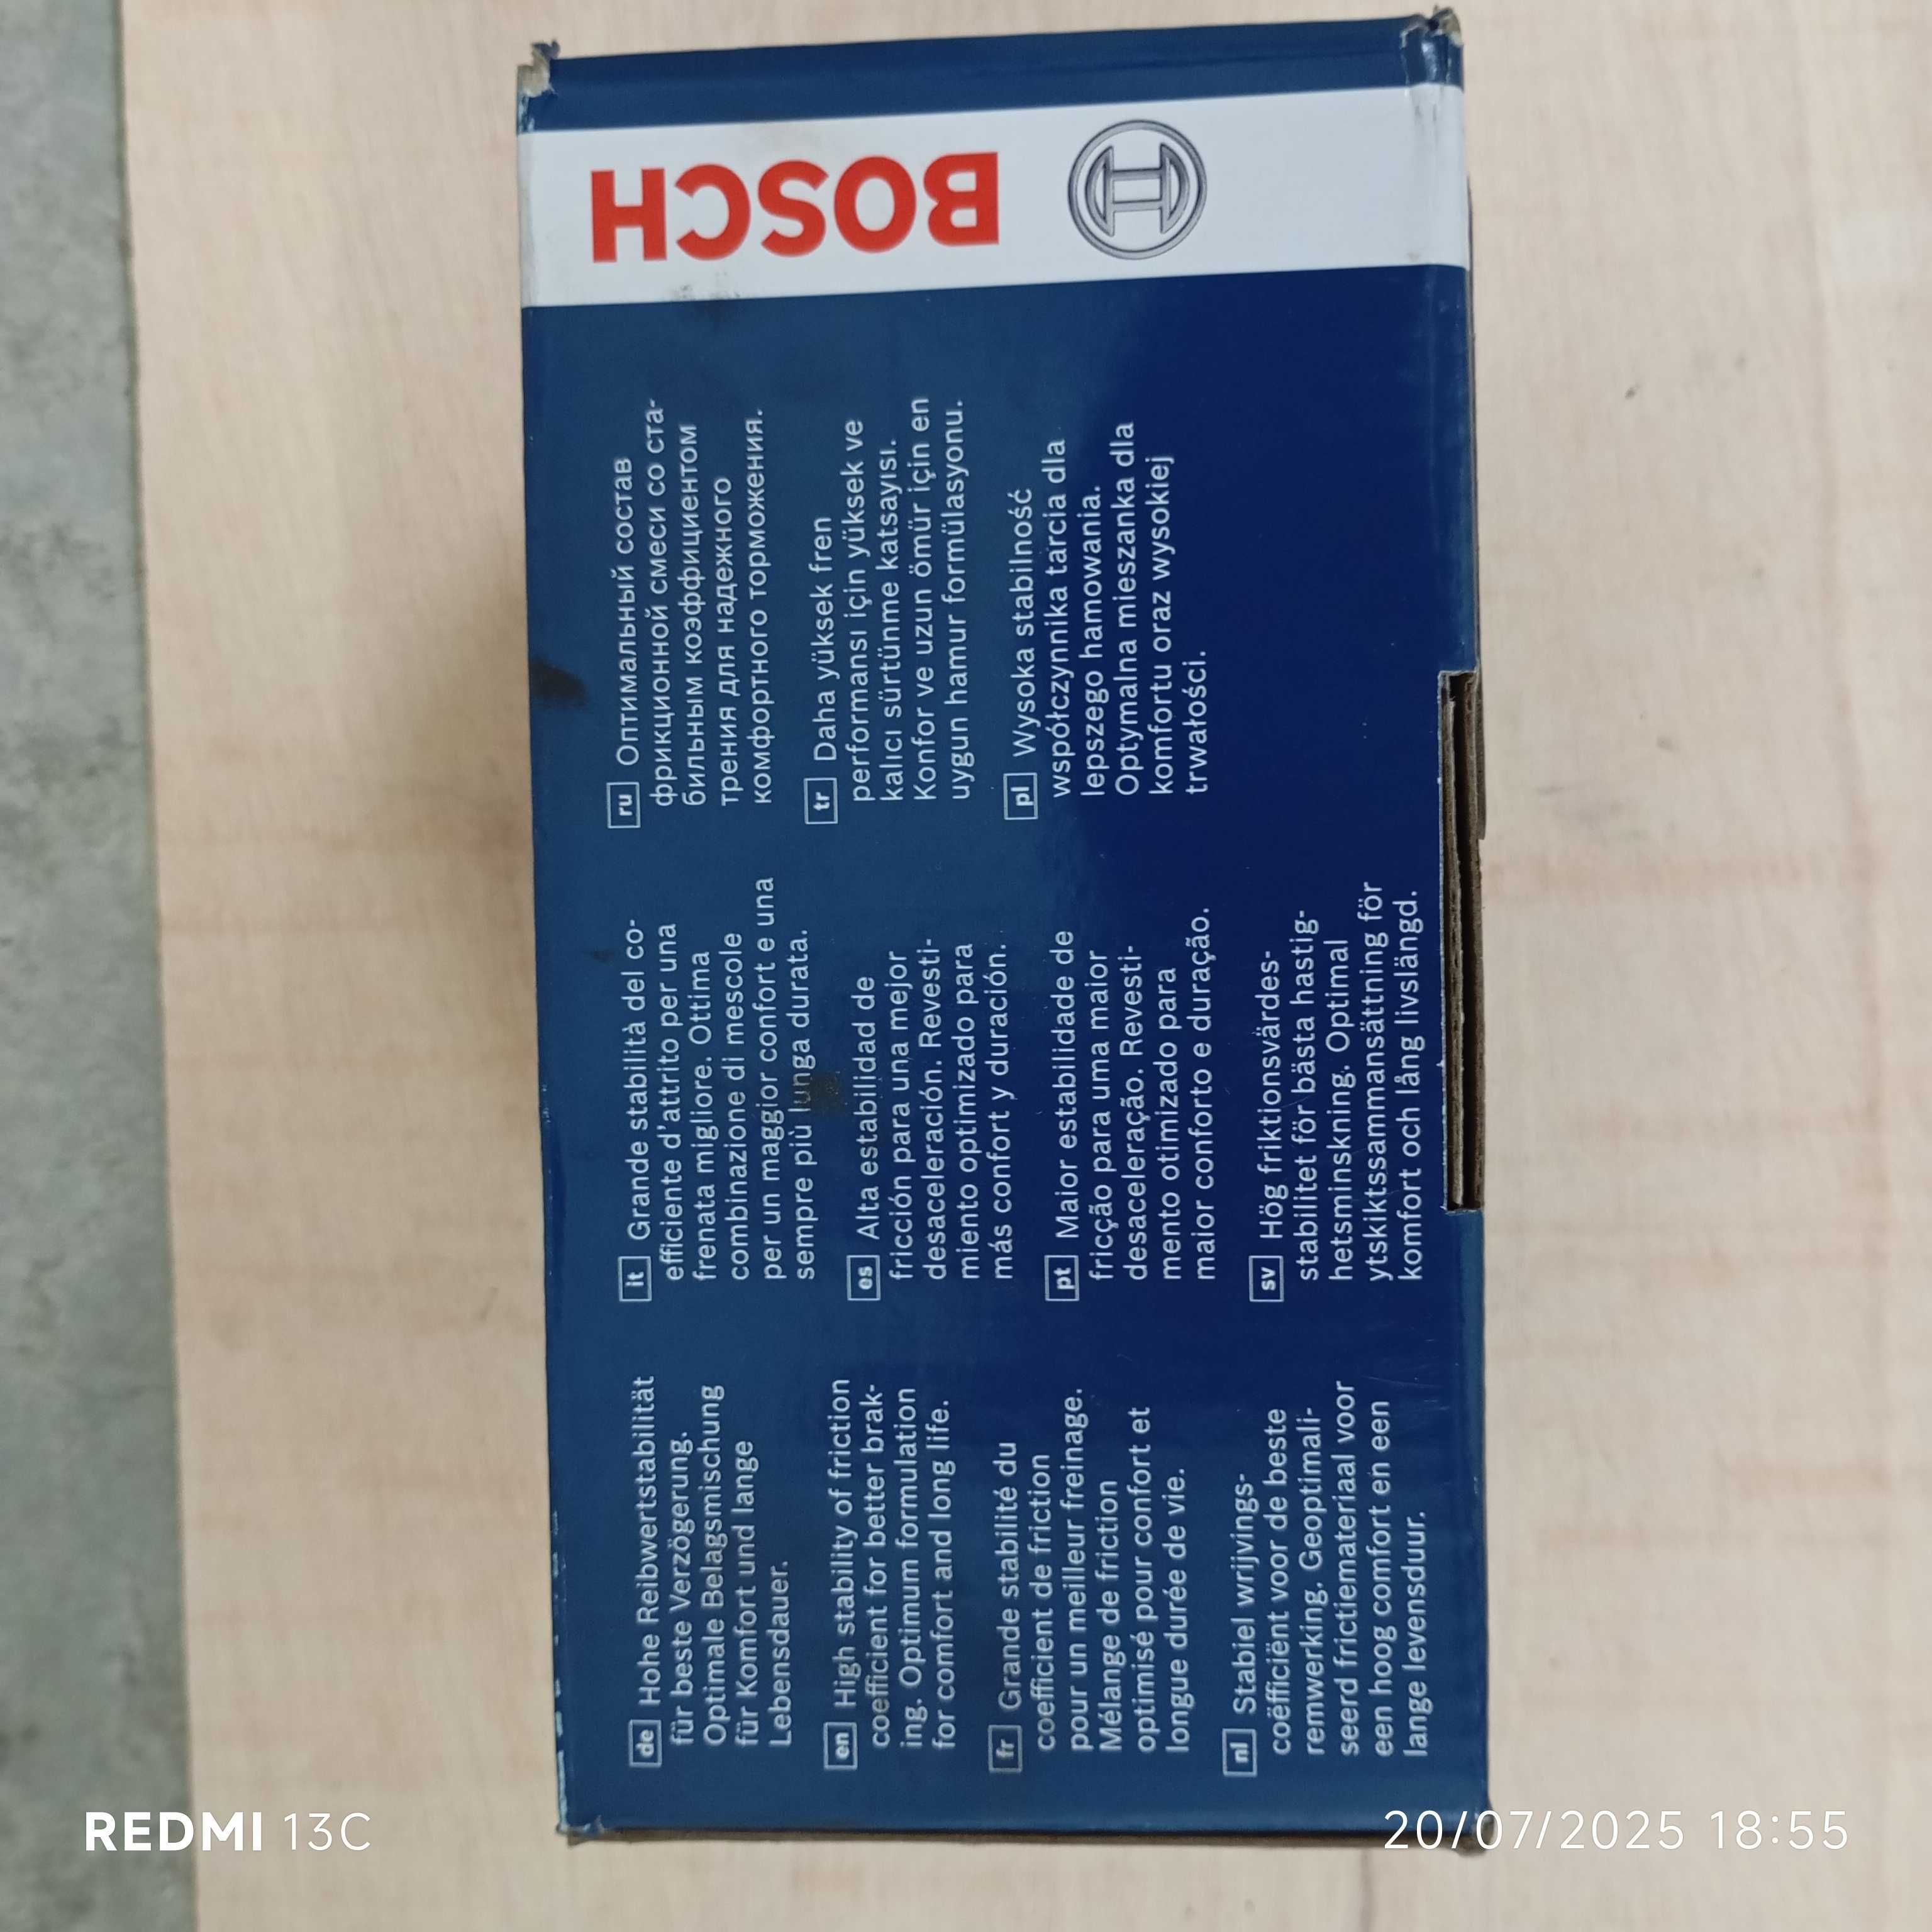 BOSCH
de Hohe Reibwertstabilität
für beste Verzögerung.
Optimale Belagsmischung
für Komfort und lange
Lebensdauer.
en High stability of friction
coefficient for better brak-
ing. Optimum formulation
for comfort and long life.
fr Grande stabilité du
coefficient de friction
pour un meilleur freinage.
Mélange de friction
optimisé pour confort et
longue durée de vie.
nl Stabiel wrijvings-
coëfficiënt voor de beste
remwerking. Geoptimali-
seerd frictiemateriaal voor
een hoog comfort en een
lange levensduur.
it Grande stabilità del co-
efficiente d'attrito per una
frenata migliore. Ottima
combinazione di mescole
per un maggior confort e una
sempre più lunga durata.
es Alta estabilidad de
fricción para una mejor
desaceleración. Revesti-
miento optimizado para
más confort y duración.
pt Maior estabilidade de
fricção para uma maior
desaceleração. Revesti-
mento otimizado para
maior conforto e duração.
sv Hög friktionsvärdes-
stabilitet för bästa hastig-
hetsminskning. Optimal
ytskiktssammansättning för
komfort och lång livslängd.
ru Оптимальный состав
фрикционной смеси со ста-
бильным коэффициентом
трения для надежного
комфортного торможения.
tr Daha yüksek fren
performansı için yüksek ve
kalıcı sürtünme katsayısı.
Konfor ve uzun ömür için en
uygun hamur formülasyonu.
pl Wysoka stabilność
współczynnika tarcia dla
lepszego hamowania.
Optymalna mieszanka dla
komfortu oraz wysokiej
trwałości.
REDMI 13C
20/07/2025 18:55